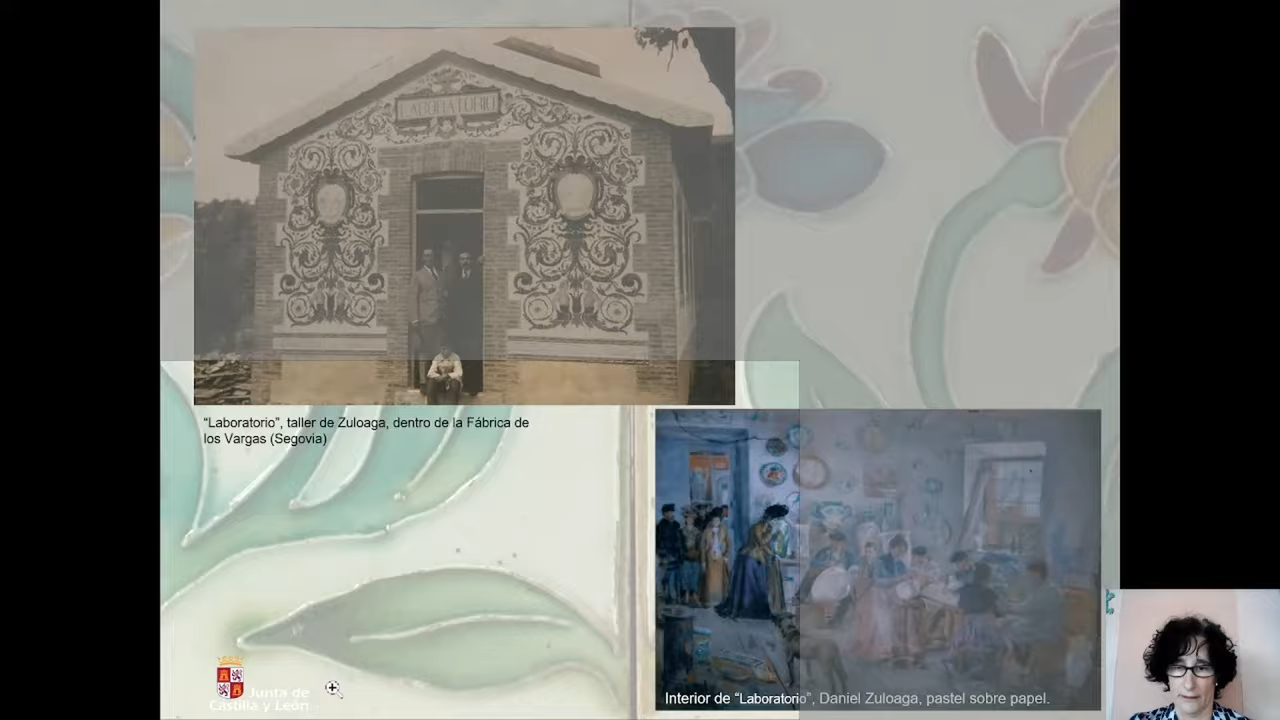 LABORATORIO
“Laboratorio”, taller de Zuloaga, dentro de la Fábrica de
los Vargas (Segovia)
Interior de “Laboratorio”, Daniel Zuloaga, pastel sobre papel.
Junta de
Castilla y León